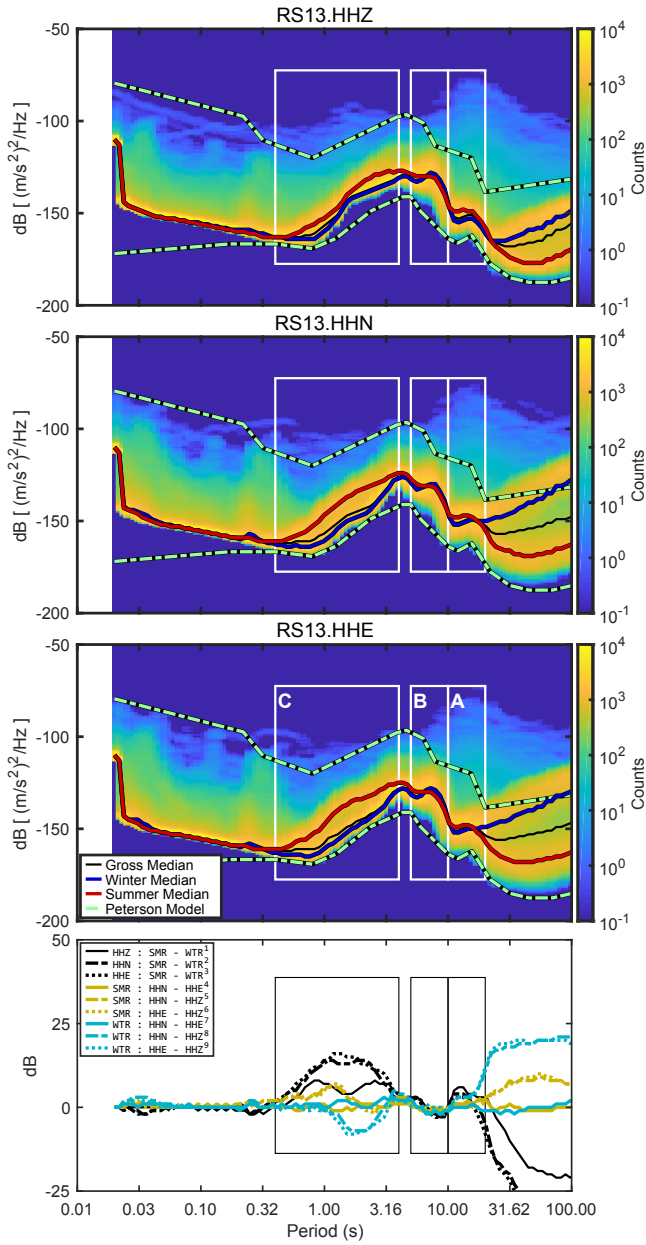 RS13.HHZ
-50
-100
-150
-200
dB [ (m/s²)²/Hz]
10⁴
10³
10²
10¹
10⁰
10⁻¹
Counts
RS13.HHN
-50
-100
-150
-200
dB [ (m/s²)²/Hz]
10⁴
10³
10²
10¹
10⁰
10⁻¹
Counts
RS13.HHE
-50
-100
-150
-200
dB [ (m/s²)²/Hz]
C B A
Gross Median
Winter Median
Summer Median
Peterson Model
10⁴
10³
10²
10¹
10⁰
10⁻¹
Counts
50
25
0
-25
dB
HHZ : SMR - WTR¹
HHN : SMR - WTR²
HHE : SMR - WTR³
SMR : HHN - HHE⁴
SMR : HHN - HHZ⁵
SMR : HHE - HHZ⁶
WTR : HHN - HHE⁷
WTR : HHN - HHZ⁸
WTR : HHE - HHZ⁹
0.01 0.03 0.10 0.32 1.00 3.16 10.00 31.62 100.00
Period (s)